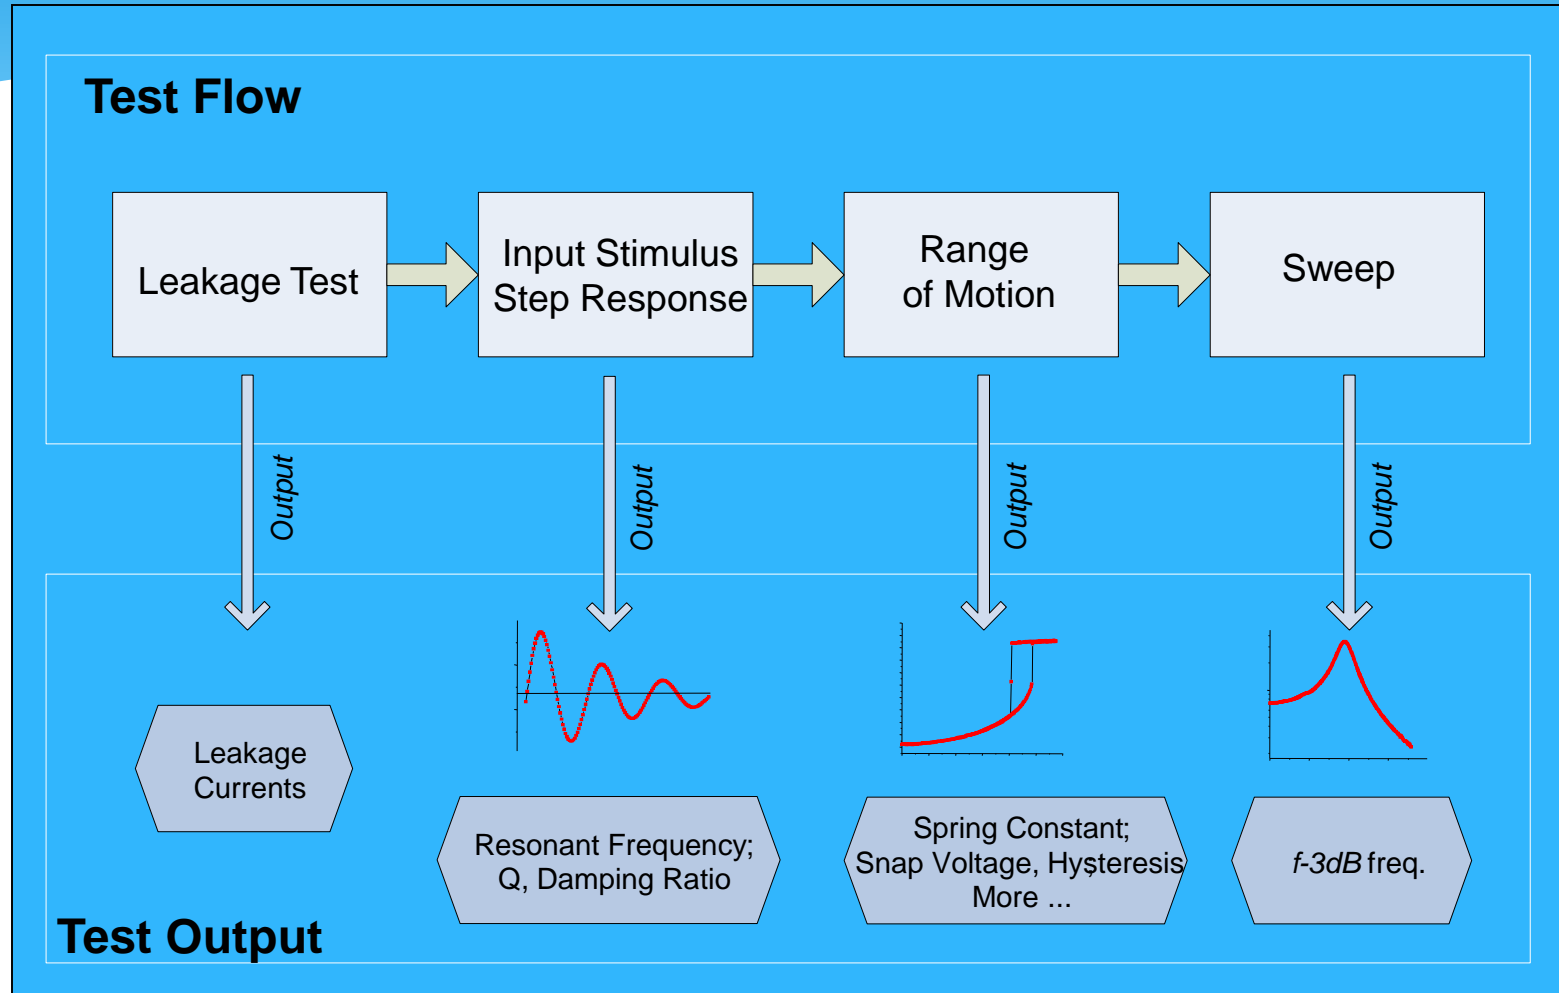 Test Flow
Leakage Test
Input Stimulus
Step Response
Range
of Motion
Sweep
Output
Output
Output
Output
Leakage
Currents
Resonant Frequency;
Q, Damping Ratio
Spring Constant;
Snap Voltage, Hysteresis
More ...
f-3dB freq.
Test Output